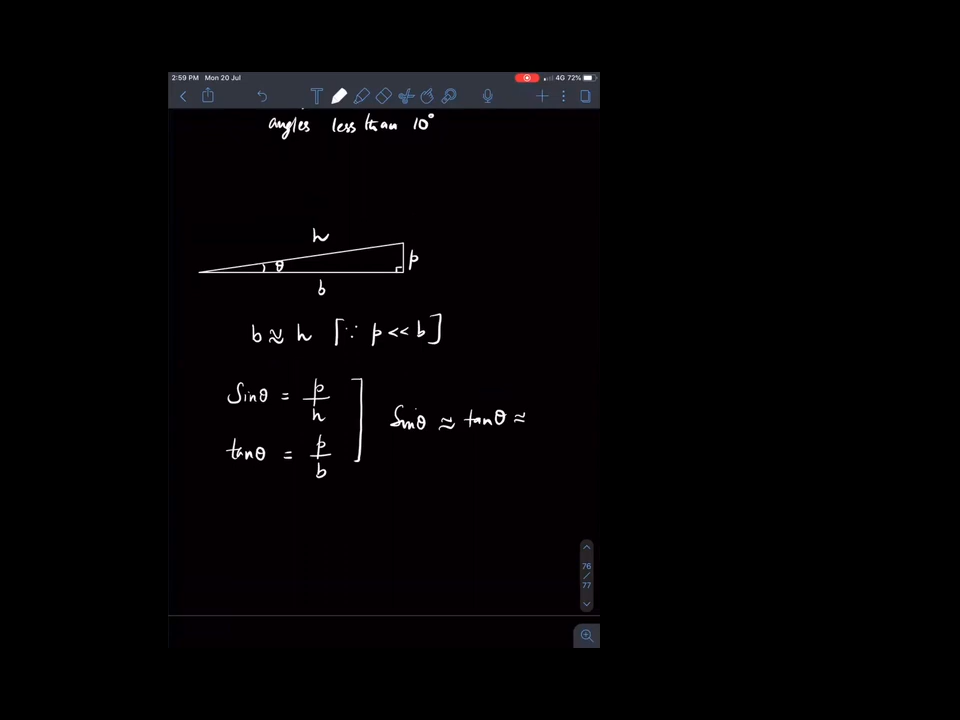 2:59 PM Mon 20 Jul 4G 72%
T
angles less than 10°
h
θ
p
b
b ≈ h [∵ p << b]
Sinθ = p/h
Sinθ ≈ tanθ ≈
tanθ = p/b
76
/
77